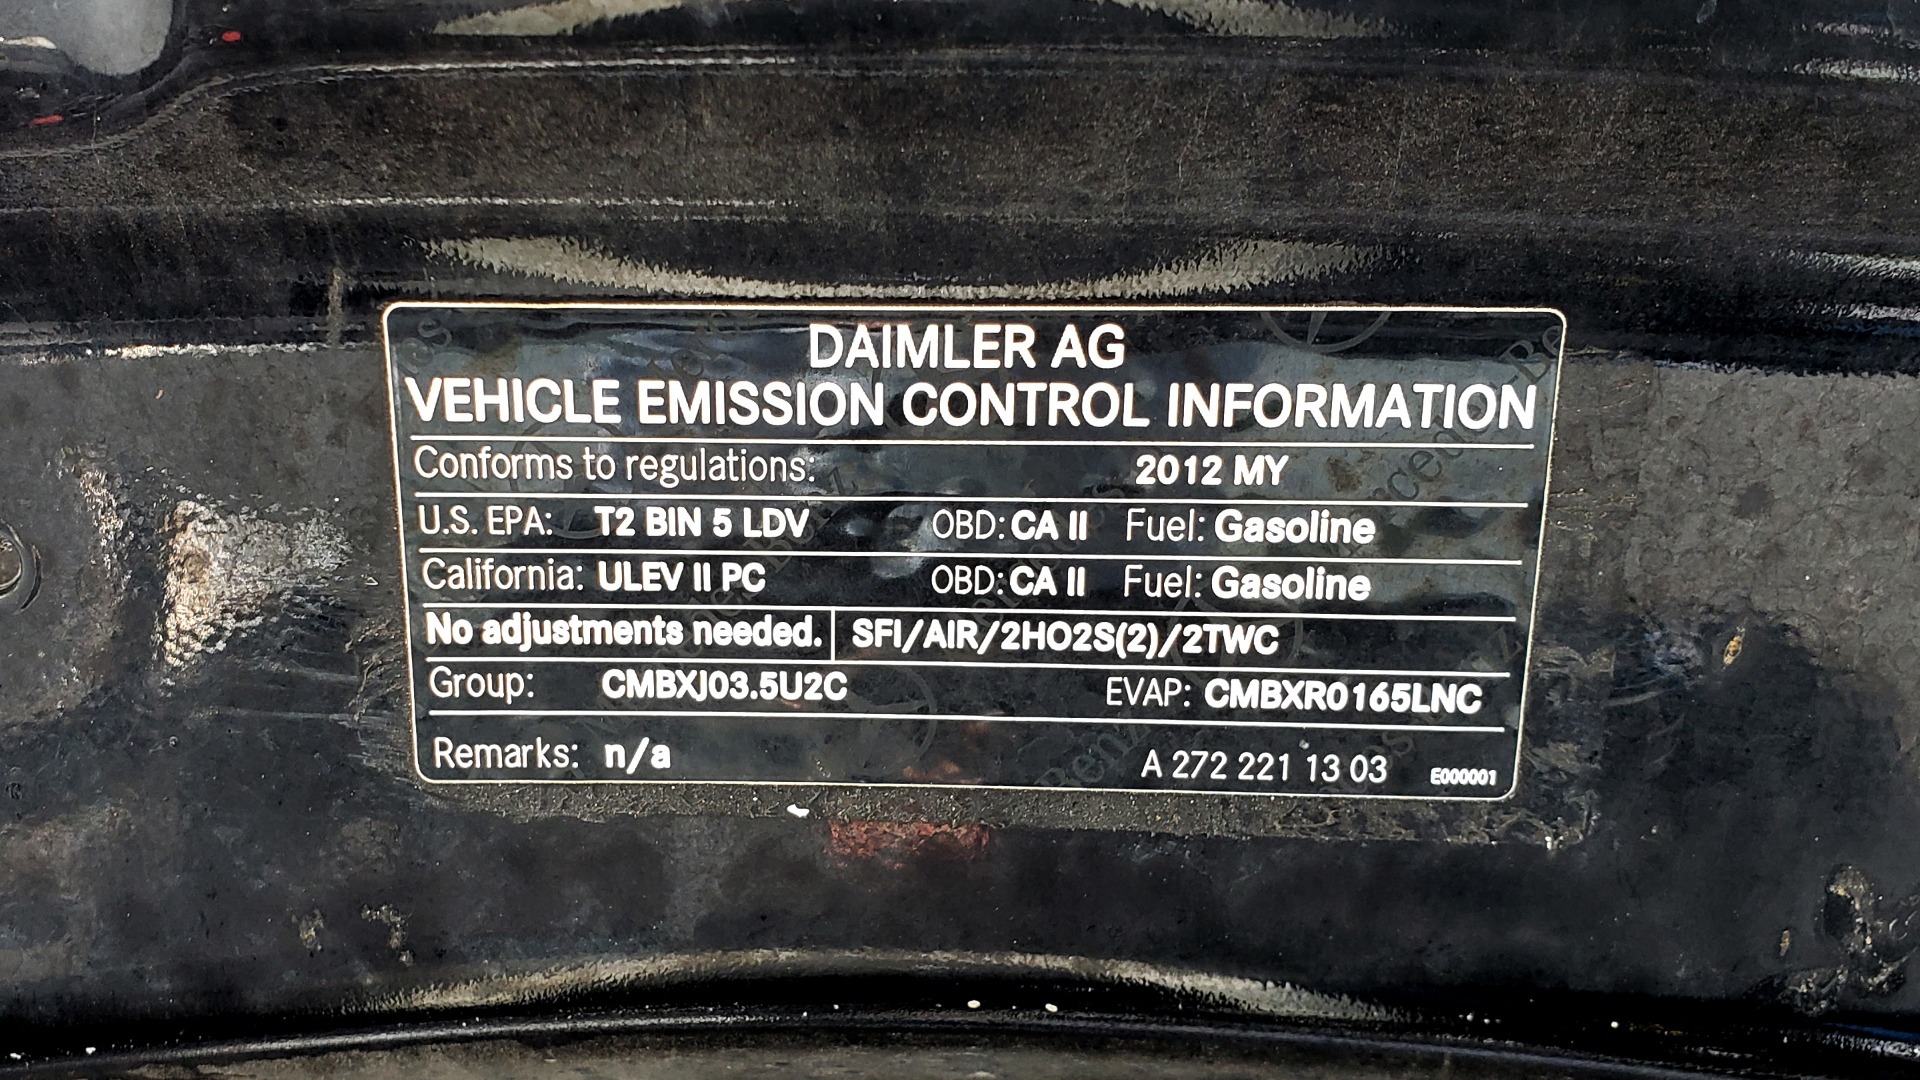 DAIMLER AG
VEHICLE EMISSION CONTROL INFORMATION
Conforms to regulations: 2012 MY
U.S. EPA: T2 BIN 5 LDV OBD: CA II Fuel: Gasoline
California: ULEV II PC OBD: CA II Fuel: Gasoline
No adjustments needed. SFI/AIR/2HO2S(2)/2TWC
Group: CMBXJ03.5U2C EVAP: CMBXR0165LNC
Remarks: n/a A 272 221 13 03 E000001